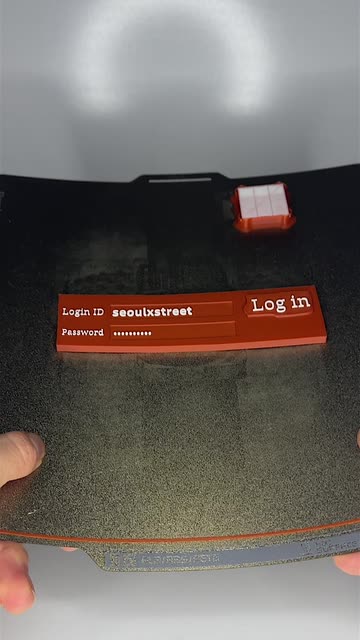 Login ID seoulxstreet Log in
Password ••••••••••